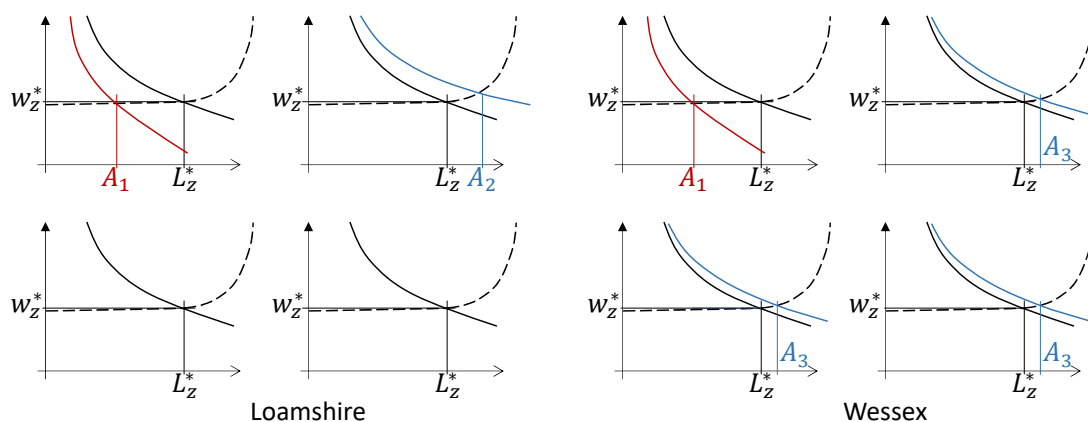 w_z^* w_z^*
A_1 L_z^* L_z^* A_2 A_1 L_z^* L_z^* A_3
w_z^* w_z^*
w_z^* w_z^* w_z^* w_z^*
L_z^* L_z^* L_z^* A_3 L_z^* A_3
Loamshire Wessex